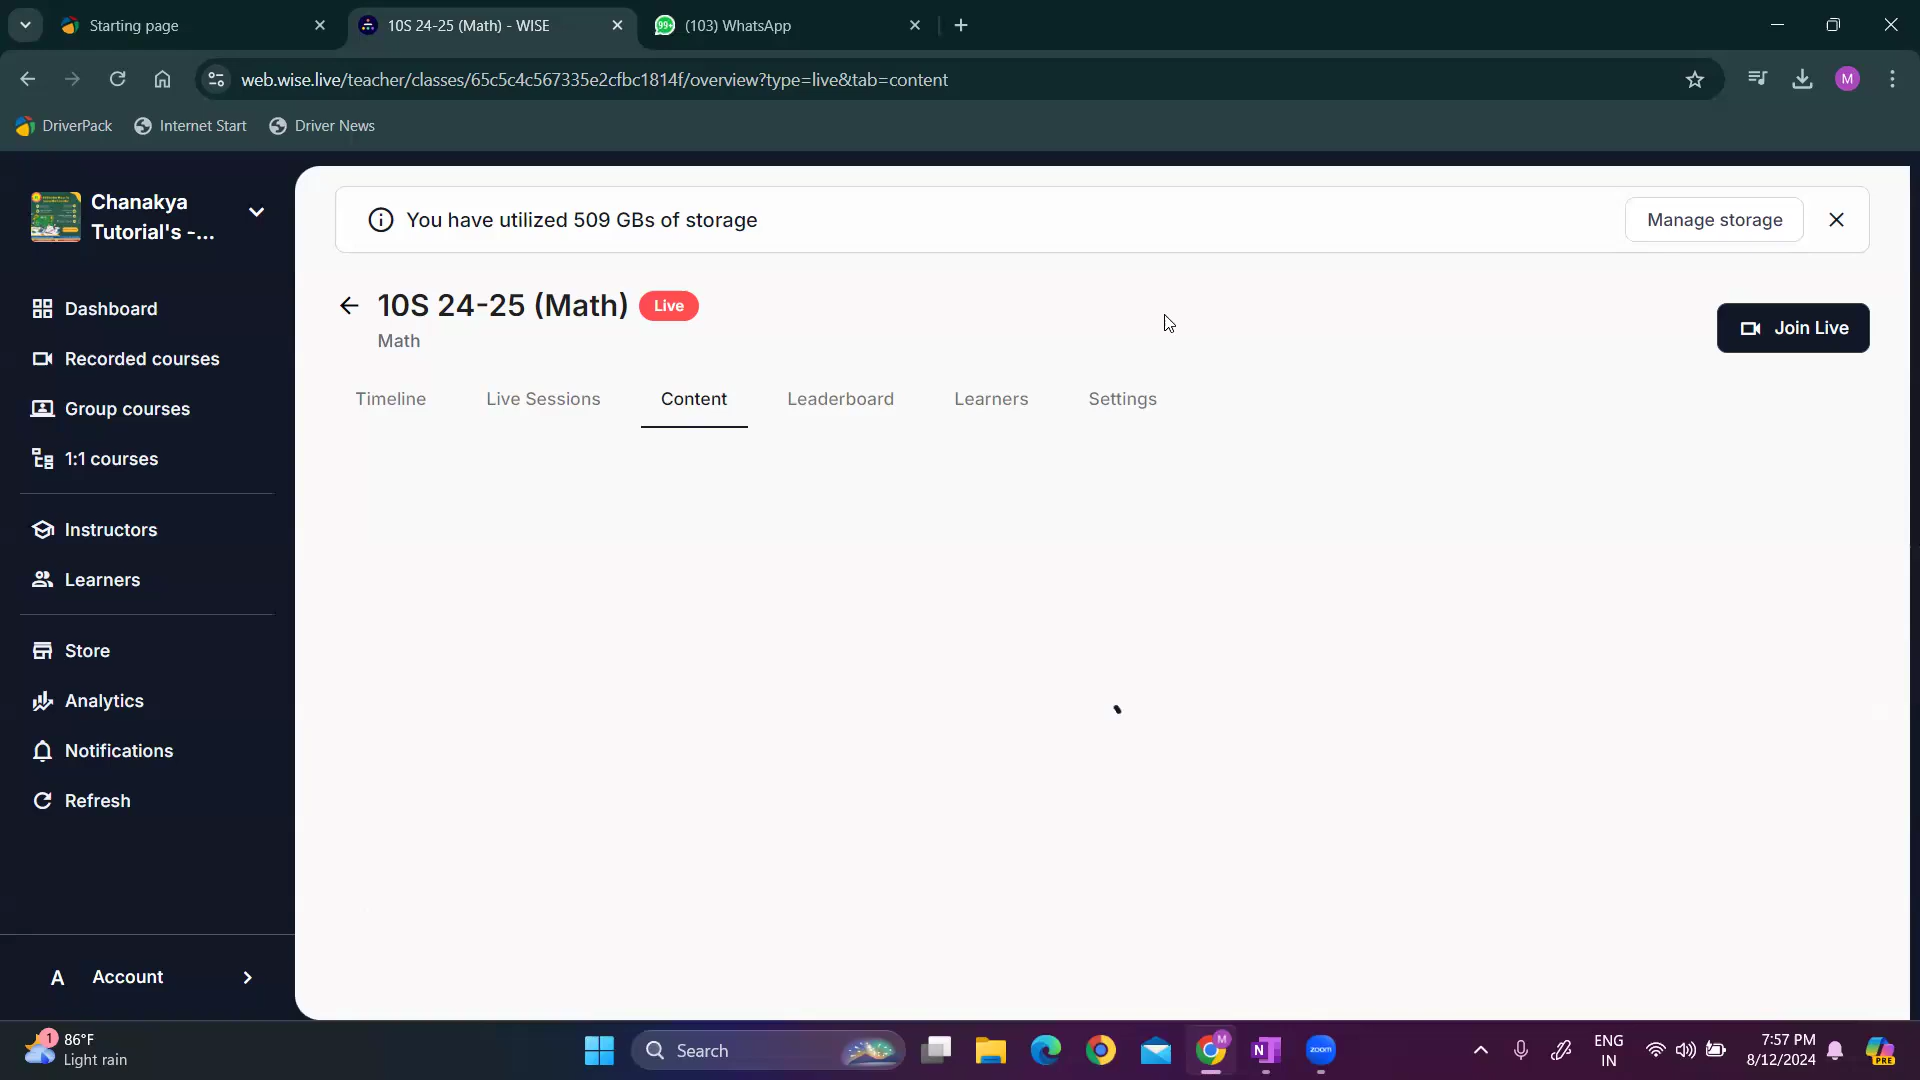 Starting page
10S 24-25 (Math) - WISE
99+
(103) WhatsApp
web.wise.live/teacher/classes/65c5c4c567335e2cfbc1814f/overview?type=live&tab=content
M
DriverPack
Internet Start
Driver News
Chanakya
Tutorial's -...
You have utilized 509 GBs of storage
Manage storage
10S 24-25 (Math)
Live
Math
Join Live
Timeline
Live Sessions
Content
Leaderboard
Learners
Settings
Dashboard
Recorded courses
Group courses
1:1 courses
Instructors
Learners
Store
Analytics
Notifications
Refresh
A
Account
1
86°F
Light rain
Search
M
N
zoom
ENG
IN
7:57 PM
8/12/2024
PRE